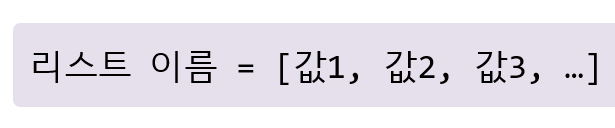 리스트 이름 = [값1, 값2, 값3, …]